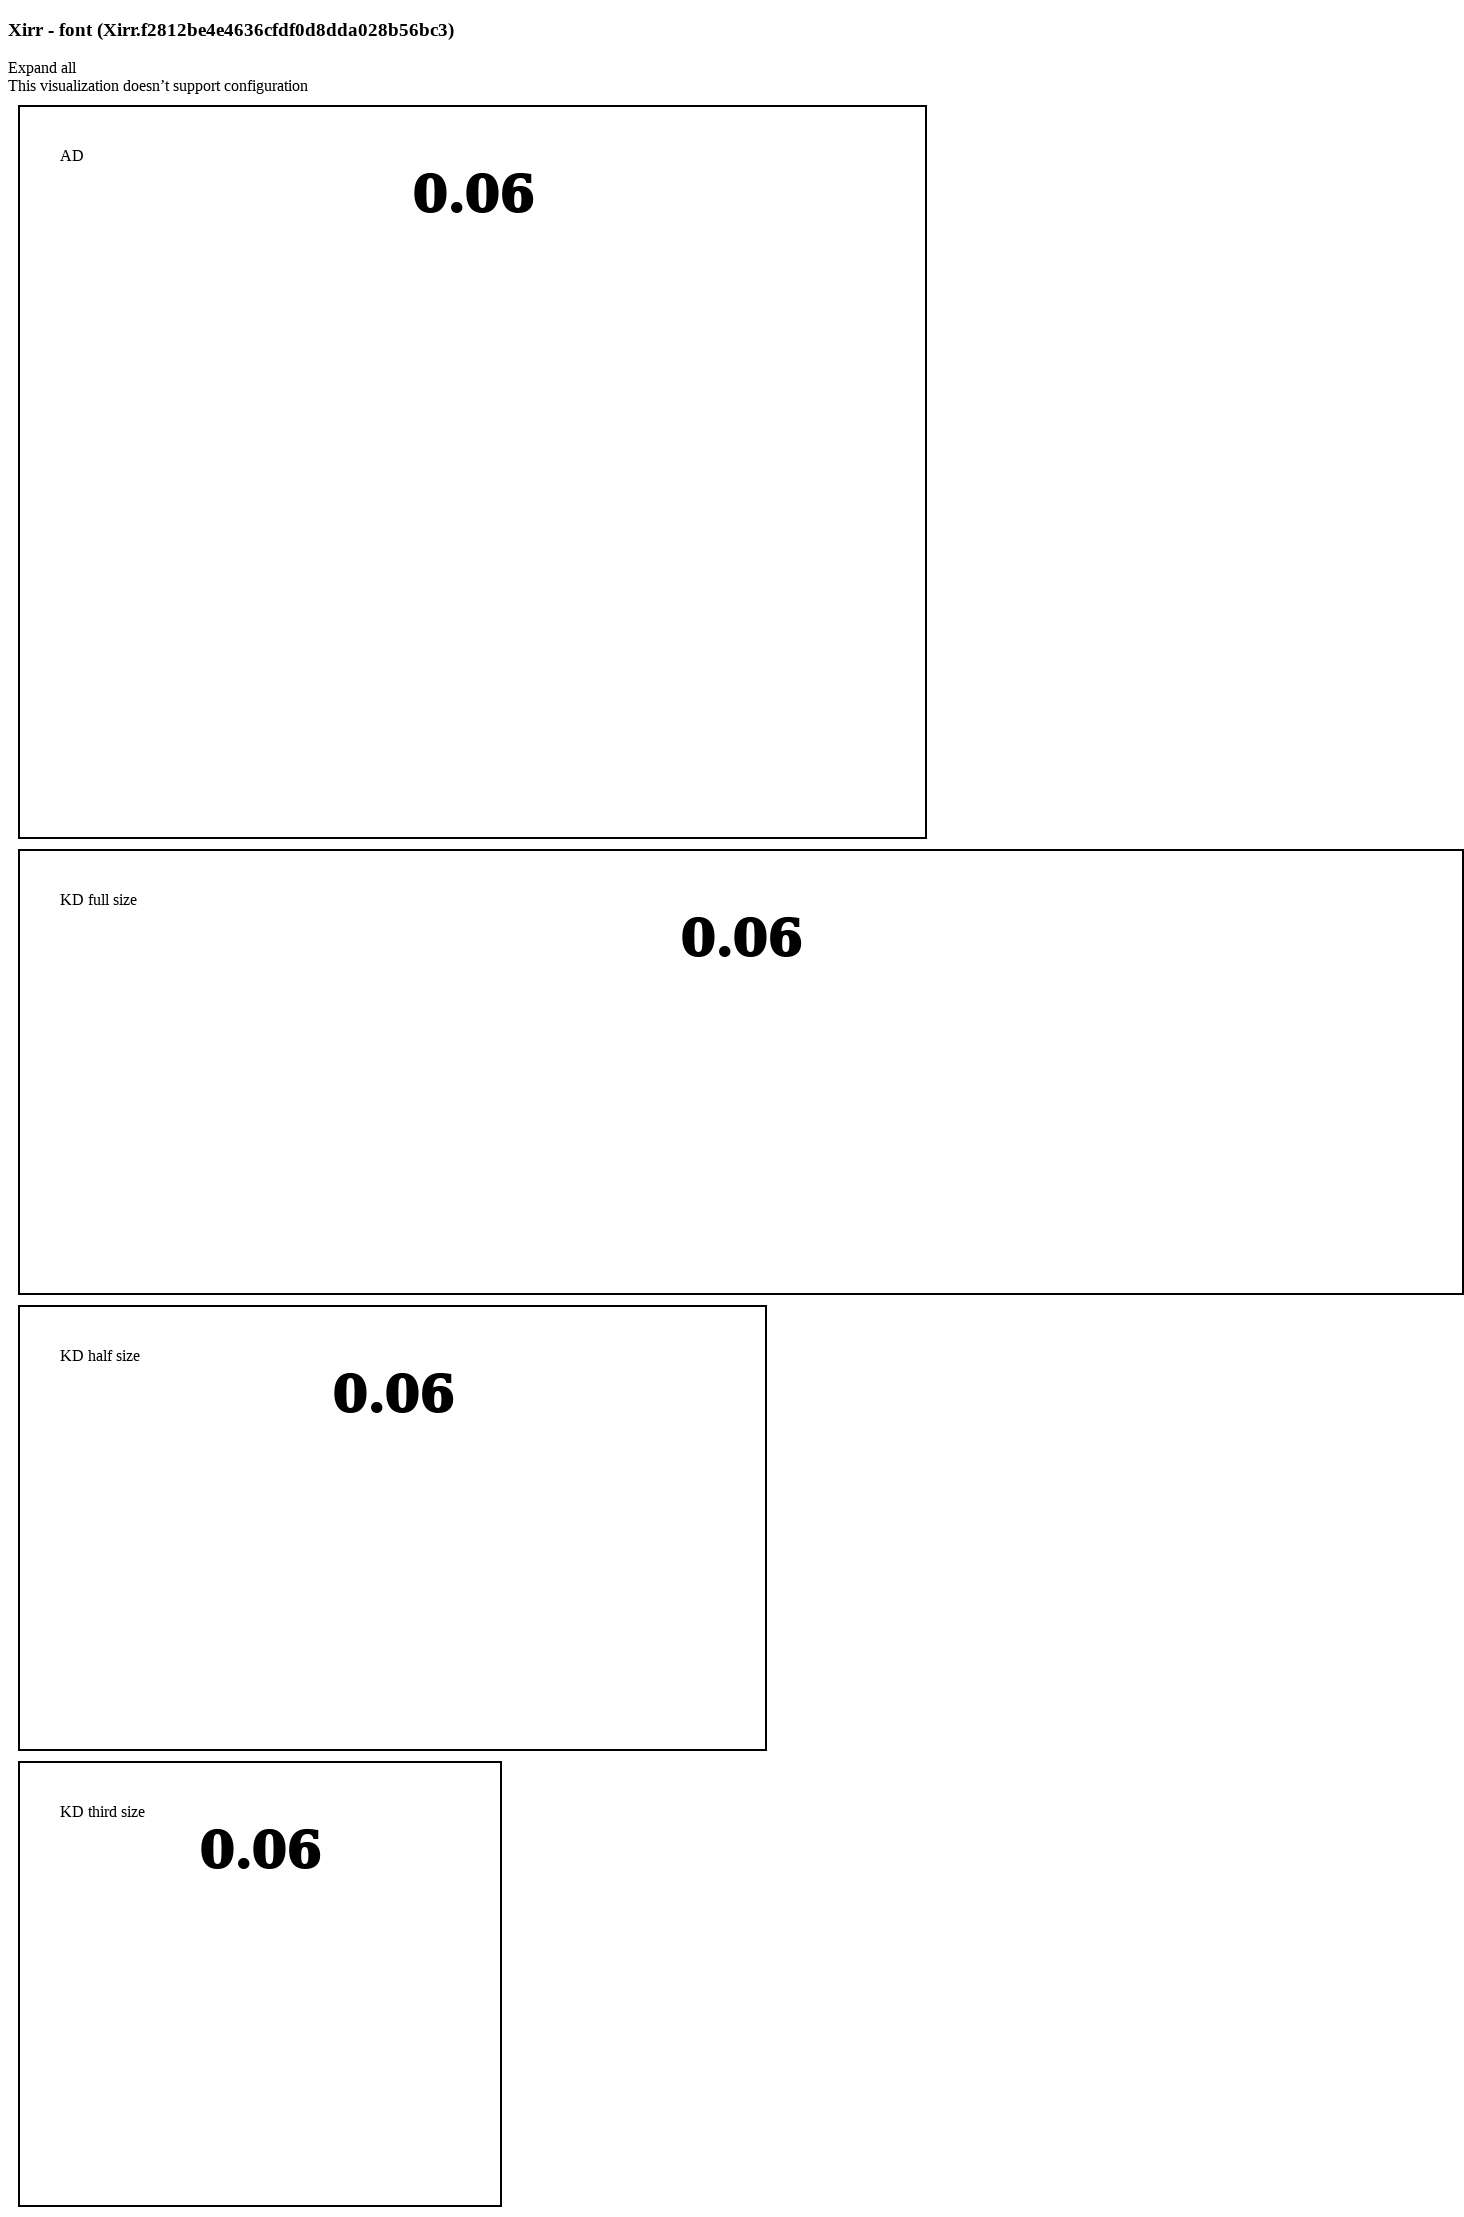 Xirr - font (Xirr.f2812be4e4636cfdf0d8dda028b56bc3)
Expand all
This visualization doesn’t support configuration
AD
0.06
KD full size
0.06
KD half size
0.06
KD third size
0.06